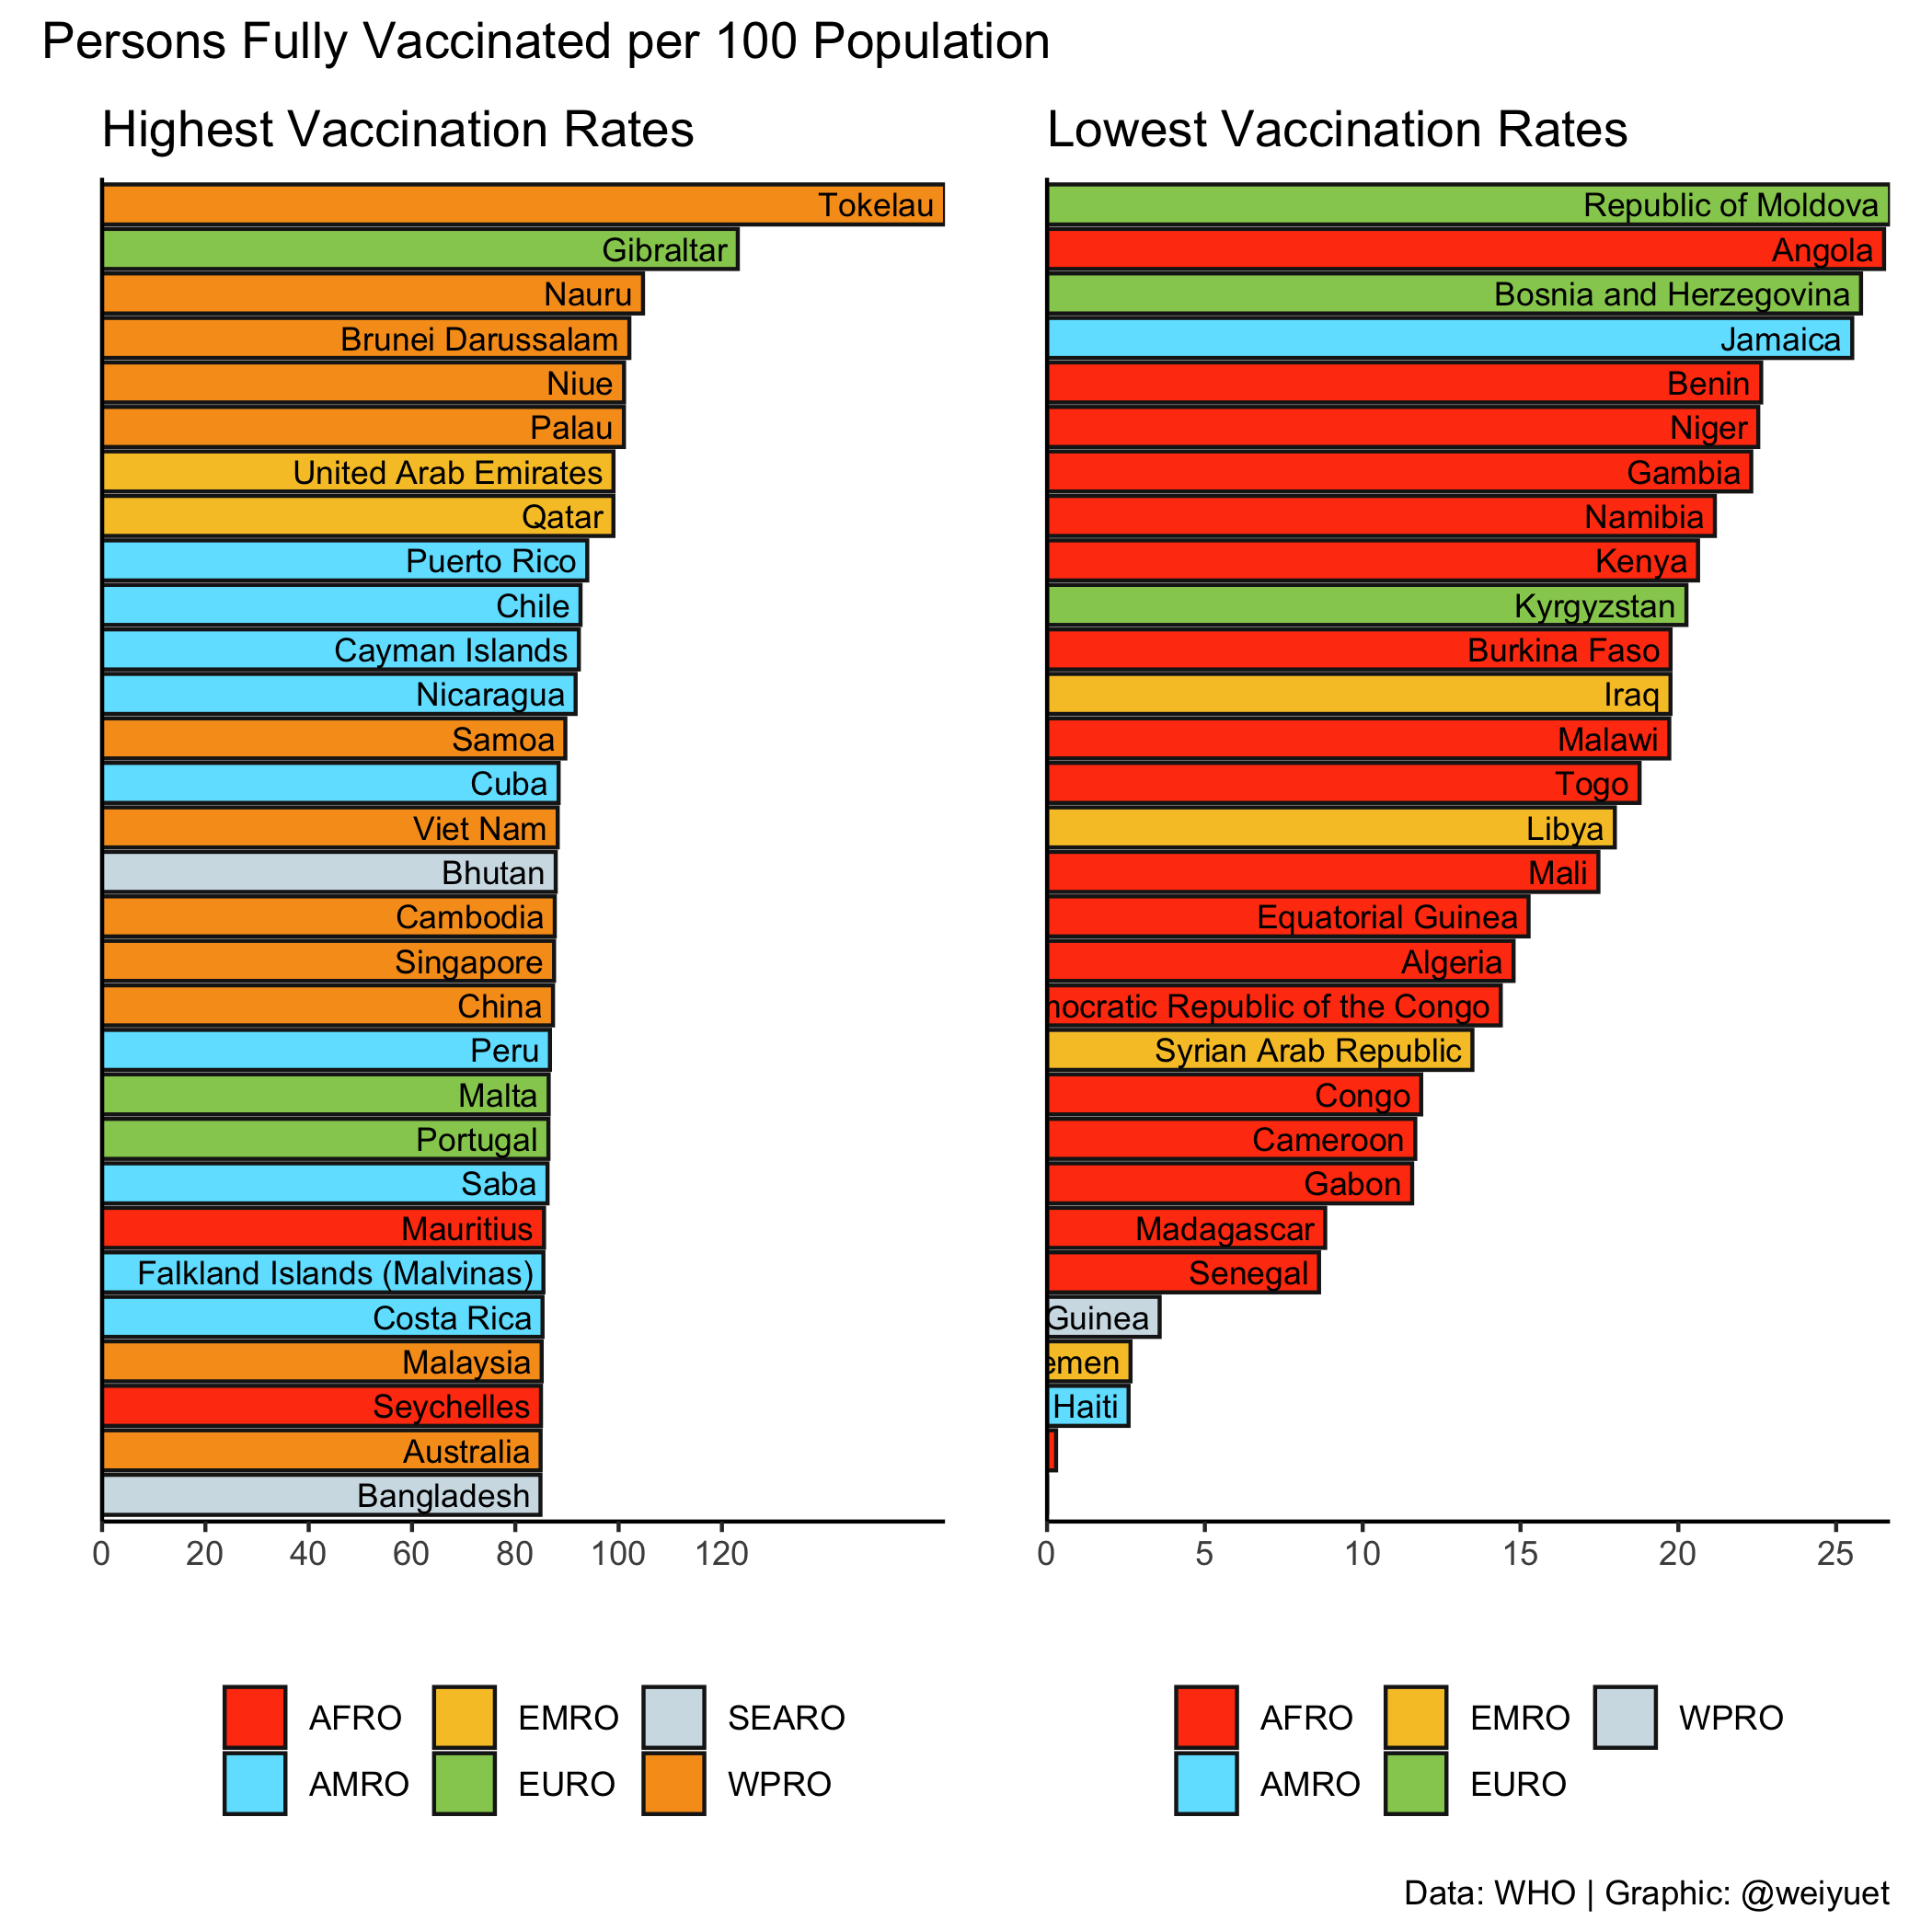 Persons Fully Vaccinated per 100 Population
Highest Vaccination Rates
Tokelau
Gibraltar
Nauru
Brunei Darussalam
Niue
Palau
United Arab Emirates
Qatar
Puerto Rico
Chile
Cayman Islands
Nicaragua
Samoa
Cuba
Viet Nam
Bhutan
Cambodia
Singapore
China
Peru
Malta
Portugal
Saba
Mauritius
Falkland Islands (Malvinas)
Costa Rica
Malaysia
Seychelles
Australia
Bangladesh
0 20 40 60 80 100 120
AFRO EMRO SEARO
AMRO EURO WPRO
Lowest Vaccination Rates
Republic of Moldova
Angola
Bosnia and Herzegovina
Jamaica
Benin
Niger
Gambia
Namibia
Kenya
Kyrgyzstan
Burkina Faso
Iraq
Malawi
Togo
Libya
Mali
Equatorial Guinea
Algeria
mocratic Republic of the Congo
Syrian Arab Republic
Congo
Cameroon
Gabon
Madagascar
Senegal
Guinea
emen
Haiti
0 5 10 15 20 25
AFRO EMRO WPRO
AMRO EURO
Data: WHO | Graphic: @weiyuet